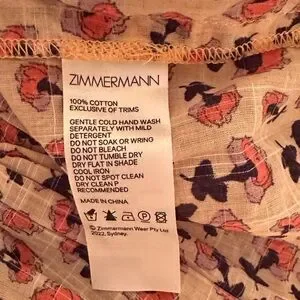 ZIMMERMANN
100% COTTON
EXCLUSIVE OF TRIMS
GENTLE COLD HAND WASH
SEPARATELY WITH MILD
DETERGENT
DO NOT SOAK OR WRING
DO NOT BLEACH
DO NOT TUMBLE DRY
DRY FLAT IN SHADE
COOL IRON
DO NOT SPOT CLEAN
DRY CLEAN P
RECOMMENDED
MADE IN CHINA
© Zimmermann Wear Pty Ltd
2022, Sydney.